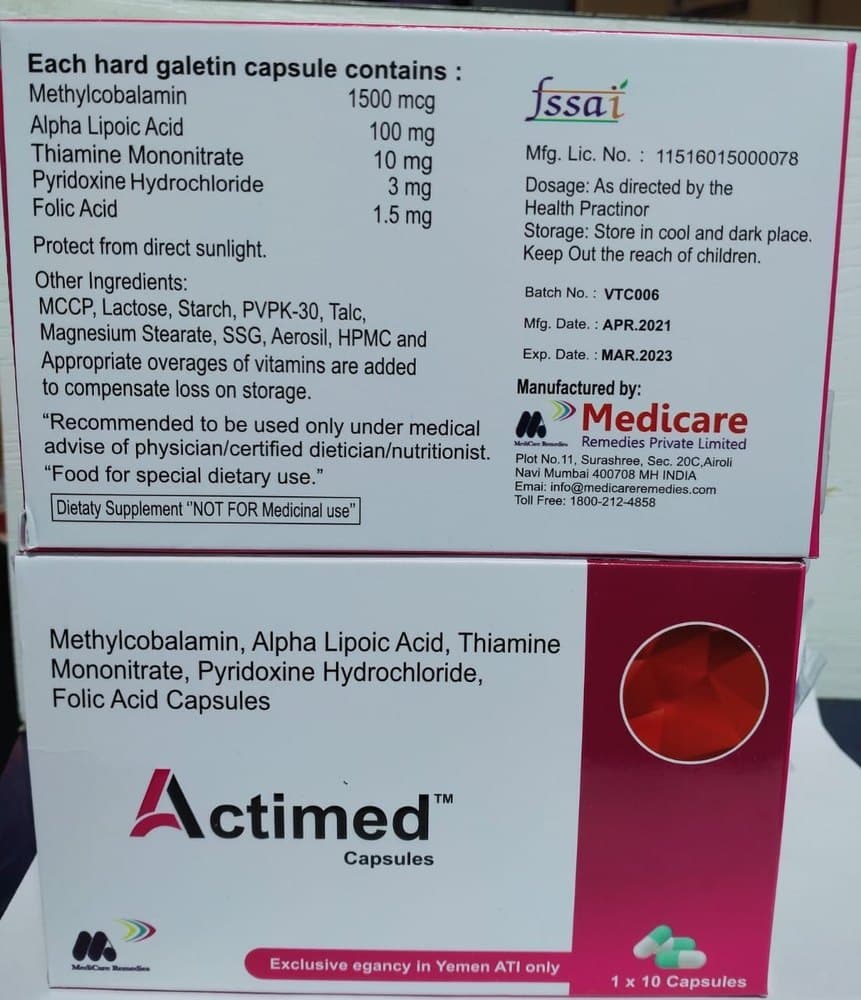 Each hard galetin capsule contains :
Methylcobalamin 1500 mcg
Alpha Lipoic Acid 100 mg
Thiamine Mononitrate 10 mg
Pyridoxine Hydrochloride 3 mg
Folic Acid 1.5 mg
Protect from direct sunlight.
Other Ingredients:
MCCP, Lactose, Starch, PVPK-30, Talc,
Magnesium Stearate, SSG, Aerosil, HPMC and
Appropriate overages of vitamins are added
to compensate loss on storage.
“Recommended to be used only under medical
advise of physician/certified dietician/nutritionist.
“Food for special dietary use.”
Dietaty Supplement “NOT FOR Medicinal use”
fssai
Mfg. Lic. No. : 11516015000078
Dosage: As directed by the
Health Practinor
Storage: Store in cool and dark place.
Keep Out the reach of children.
Batch No. : VTC006
Mfg. Date. : APR.2021
Exp. Date. : MAR.2023
Manufactured by:
MediCare Remedies
Medicare
Remedies Private Limited
Plot No.11, Surashree, Sec. 20C,Airoli
Navi Mumbai 400708 MH INDIA
Emai: info@medicareremedies.com
Toll Free: 1800-212-4858
Methylcobalamin, Alpha Lipoic Acid, Thiamine
Mononitrate, Pyridoxine Hydrochloride,
Folic Acid Capsules
Actimed™
Capsules
MediCare Remedies
Exclusive egancy in Yemen ATI only
1 x 10 Capsules